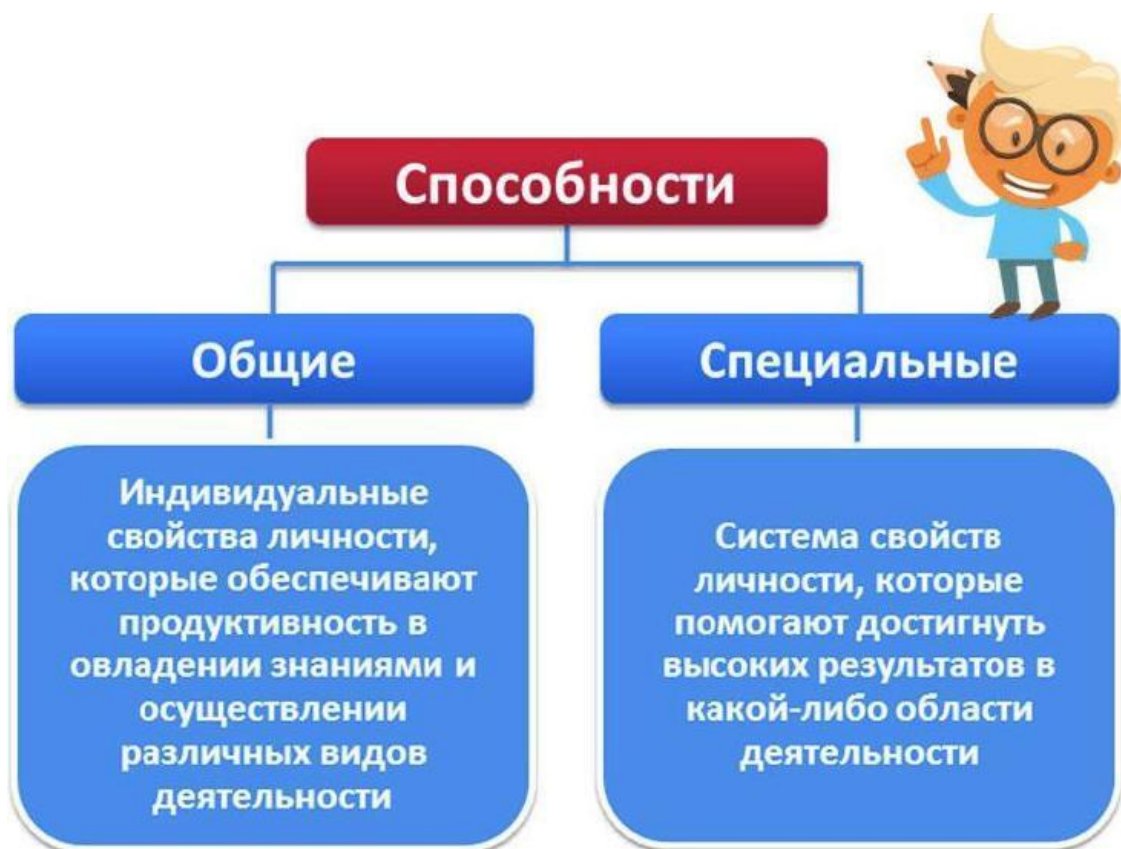 Способности
Общие
Специальные
Индивидуальные
свойства личности,
которые обеспечивают
продуктивность в
овладении знаниями и
осуществлении
различных видов
деятельности
Система свойств
личности, которые
помогают достигнуть
высоких результатов в
какой-либо области
деятельности